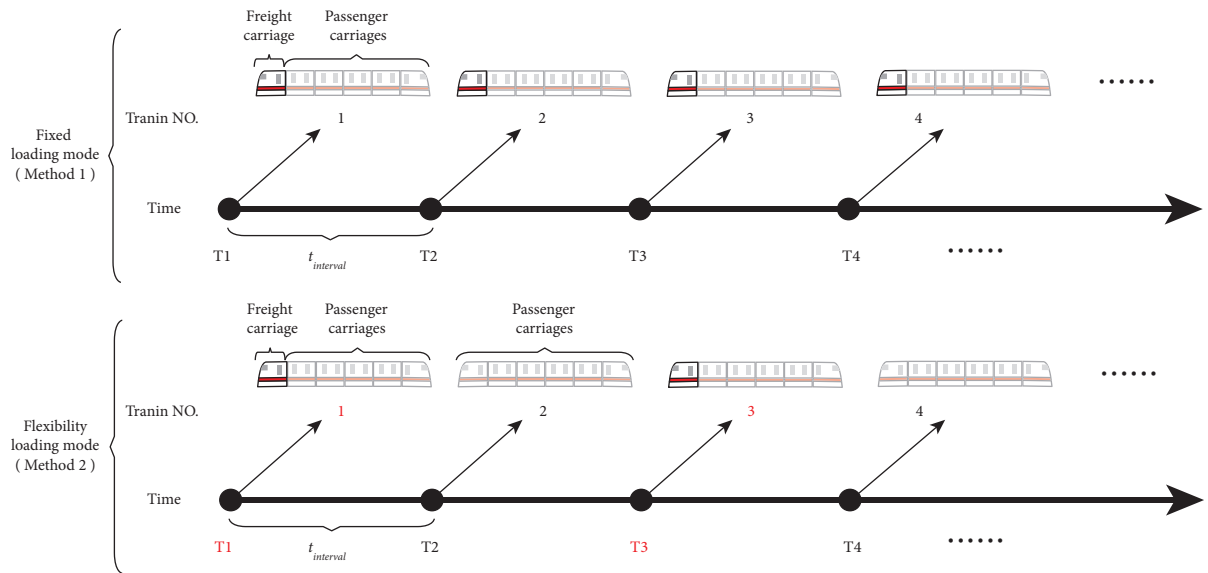 Freight
carriage
Passenger
carriages
Tranin NO.
1
2
3
4
......
Fixed
loading mode
( Method 1 )
Time
T1
t interval
T2
T3
T4
......
Freight
carriage
Passenger
carriages
Passenger
carriages
Tranin NO.
1
2
3
4
......
Flexibility
loading mode
( Method 2 )
Time
T1
t interval
T2
T3
T4
......